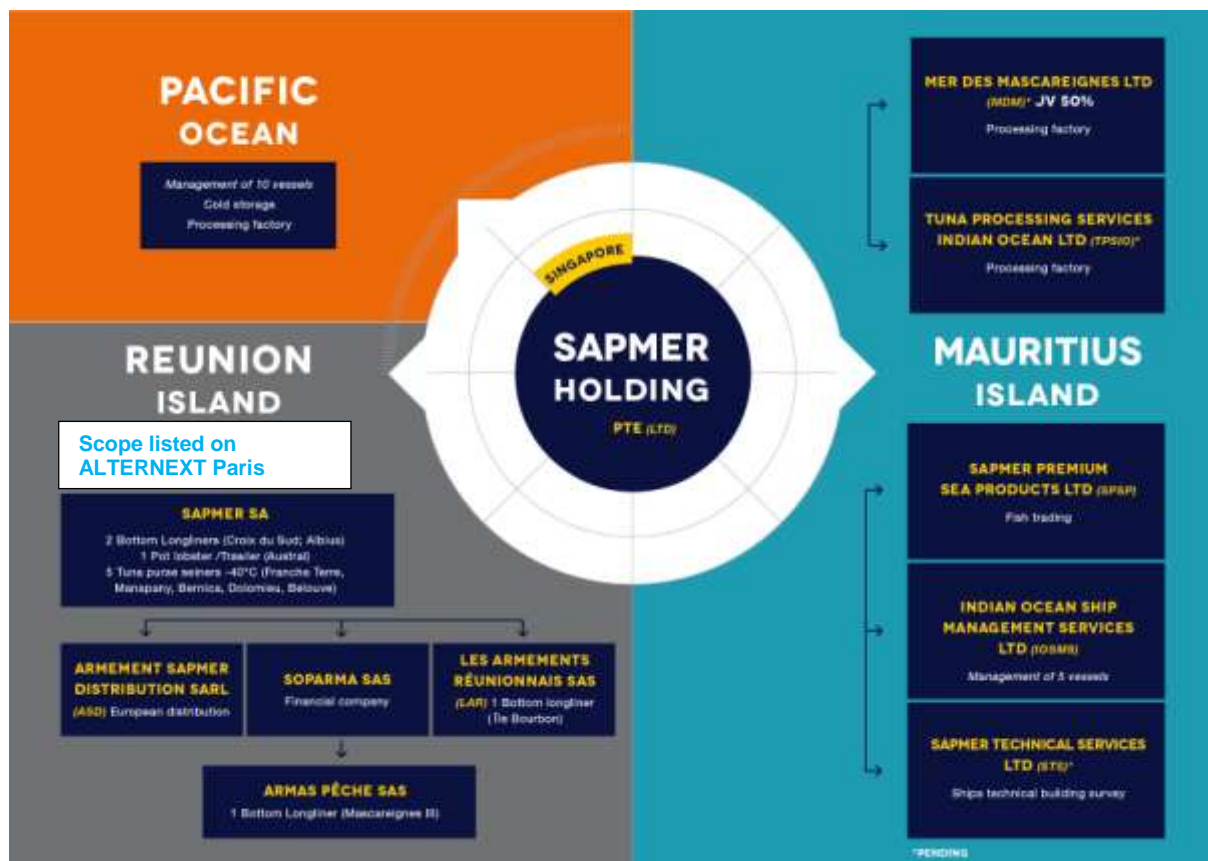 PACIFIC
OCEAN
Management of 10 vessels
Cold storage
Processing factory
REUNION
ISLAND
Scope listed on
ALTERNEXT Paris
SAPMER SA
2 Bottom Longliners (Croix du Sud; Albius)
1 Pot lobster /Trawler (Austral)
5 Tuna purse seiners -40°C (Franche Terre,
Manapany, Bernica, Dolomieu, Belouve)
ARMEMENT SAPMER
DISTRIBUTION SARL
(ASD) European distribution
SOPARMA SAS
Financial company
LES ARMEMENTS
RÉUNIONNAIS SAS
(LAR) 1 Bottom longliner
(Île Bourbon)
ARMAS PÊCHE SAS
1 Bottom Longliner (Mascareignes III)
SINGAPORE
SAPMER
HOLDING
PTE (LTD)
MER DES MASCAREIGNES LTD
(MDM)* JV 50%
Processing factory
TUNA PROCESSING SERVICES
INDIAN OCEAN LTD (TPSIO)*
Processing factory
MAURITIUS
ISLAND
SAPMER PREMIUM
SEA PRODUCTS LTD (SPSP)
Fish trading
INDIAN OCEAN SHIP
MANAGEMENT SERVICES
LTD (IOSMS)
Management of 5 vessels
SAPMER TECHNICAL SERVICES
LTD (STS)*
Ships technical building survey
*PENDING